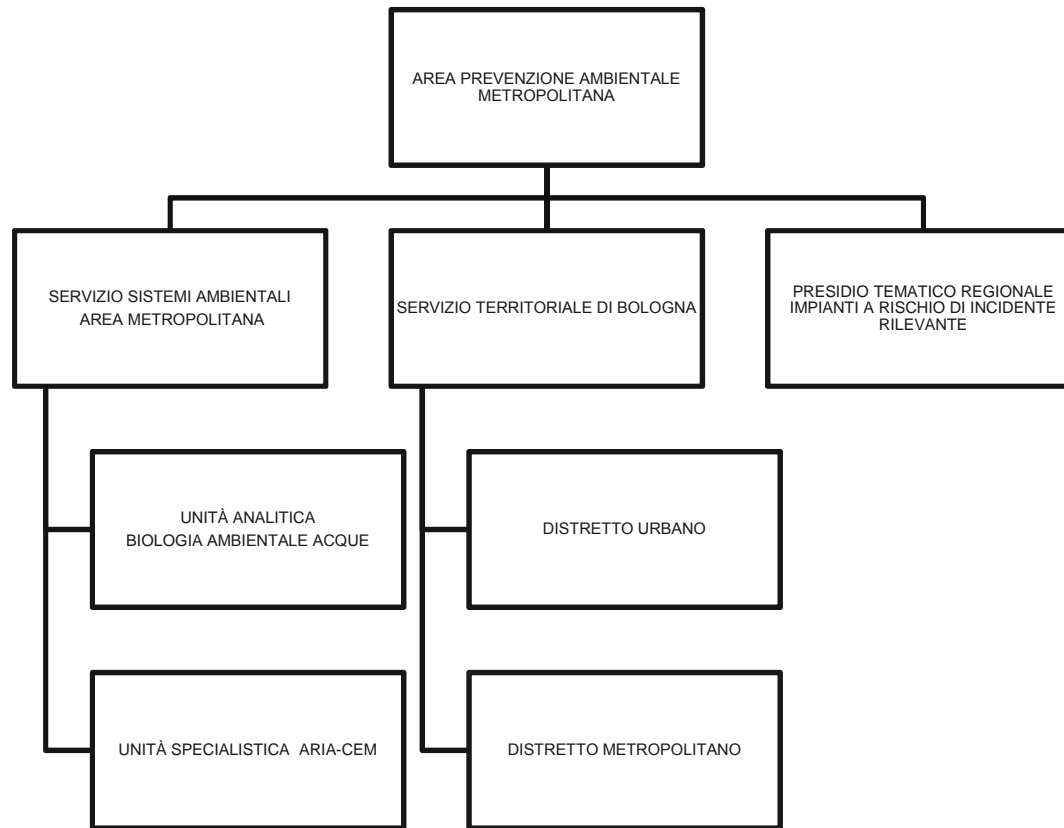 AREA PREVENZIONE AMBIENTALE
METROPOLITANA
SERVIZIO SISTEMI AMBIENTALI
AREA METROPOLITANA
SERVIZIO TERRITORIALE DI BOLOGNA
PRESIDIO TEMATICO REGIONALE
IMPIANTI A RISCHIO DI INCIDENTE
RILEVANTE
UNITÀ ANALITICA
BIOLOGIA AMBIENTALE ACQUE
DISTRETTO URBANO
UNITÀ SPECIALISTICA ARIA-CEM
DISTRETTO METROPOLITANO